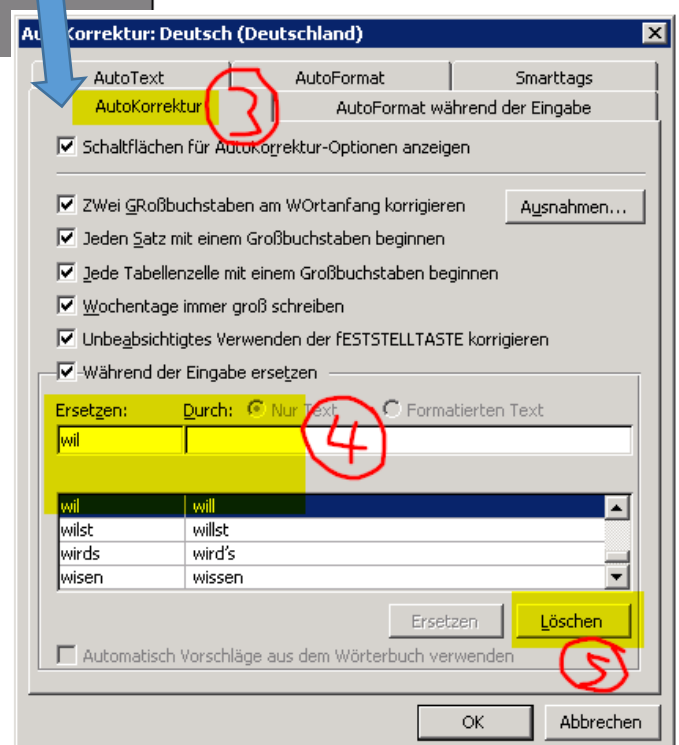 AutoKorrektur: Deutsch (Deutschland)
AutoText AutoFormat Smarttags
AutoKorrektur 3 AutoFormat während der Eingabe
Schaltflächen für AutoKorrektur-Optionen anzeigen
ZWei GRoßbuchstaben am WOrtanfang korrigieren Ausnahmen...
Jeden Satz mit einem Großbuchstaben beginnen
Jede Tabellenzelle mit einem Großbuchstaben beginnen
Wochentage immer groß schreiben
Unbeabsichtigtes Verwenden der fESTSTELLTASTE korrigieren
Während der Eingabe ersetzen
Ersetzen: Durch: Nur Text Formatierten Text
wil 4
wil will
wilst willst
wirds wird's
wisen wissen
Ersetzen Löschen
Automatisch Vorschläge aus dem Wörterbuch verwenden 5
OK Abbrechen